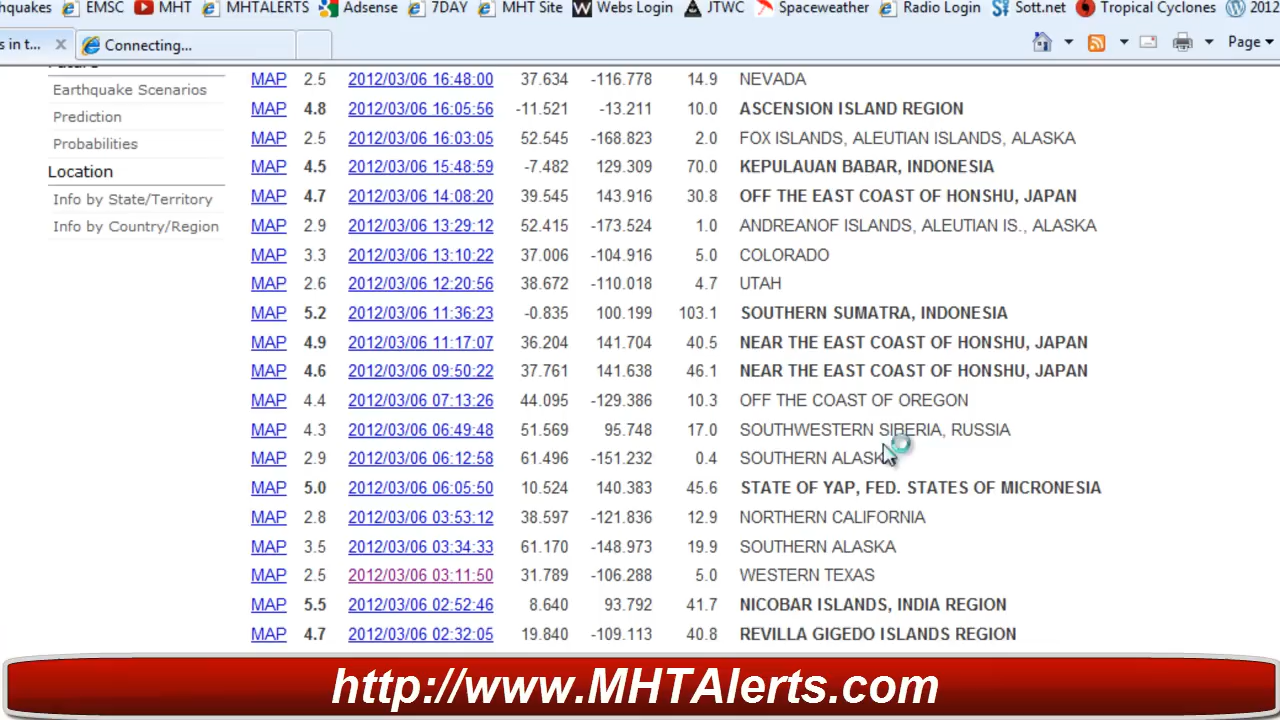 hquakes EMSC MHT MHTALERTS Adsense 7DAY MHT Site Webs Login JTWC Spaceweather Radio Login Sott.net Tropical Cyclones 2012
s in t... x Connecting... Page
Earthquake Scenarios
Prediction
Probabilities
Location
Info by State/Territory
Info by Country/Region
MAP 2.5 2012/03/06 16:48:00 37.634 -116.778 14.9 NEVADA
MAP 4.8 2012/03/06 16:05:56 -11.521 -13.211 10.0 ASCENSION ISLAND REGION
MAP 2.5 2012/03/06 16:03:05 52.545 -168.823 2.0 FOX ISLANDS, ALEUTIAN ISLANDS, ALASKA
MAP 4.5 2012/03/06 15:48:59 -7.482 129.309 70.0 KEPULAUAN BABAR, INDONESIA
MAP 4.7 2012/03/06 14:08:20 39.545 143.916 30.8 OFF THE EAST COAST OF HONSHU, JAPAN
MAP 2.9 2012/03/06 13:29:12 52.415 -173.524 1.0 ANDREANOF ISLANDS, ALEUTIAN IS., ALASKA
MAP 3.3 2012/03/06 13:10:22 37.006 -104.916 5.0 COLORADO
MAP 2.6 2012/03/06 12:20:56 38.672 -110.018 4.7 UTAH
MAP 5.2 2012/03/06 11:36:23 -0.835 100.199 103.1 SOUTHERN SUMATRA, INDONESIA
MAP 4.9 2012/03/06 11:17:07 36.204 141.704 40.5 NEAR THE EAST COAST OF HONSHU, JAPAN
MAP 4.6 2012/03/06 09:50:22 37.761 141.638 46.1 NEAR THE EAST COAST OF HONSHU, JAPAN
MAP 4.4 2012/03/06 07:13:26 44.095 -129.386 10.3 OFF THE COAST OF OREGON
MAP 4.3 2012/03/06 06:49:48 51.569 95.748 17.0 SOUTHWESTERN SIBERIA, RUSSIA
MAP 2.9 2012/03/06 06:12:58 61.496 -151.232 0.4 SOUTHERN ALASKA
MAP 5.0 2012/03/06 06:05:50 10.524 140.383 45.6 STATE OF YAP, FED. STATES OF MICRONESIA
MAP 2.8 2012/03/06 03:53:12 38.597 -121.836 12.9 NORTHERN CALIFORNIA
MAP 3.5 2012/03/06 03:34:33 61.170 -148.973 19.9 SOUTHERN ALASKA
MAP 2.5 2012/03/06 03:11:50 31.789 -106.288 5.0 WESTERN TEXAS
MAP 5.5 2012/03/06 02:52:46 8.640 93.792 41.7 NICOBAR ISLANDS, INDIA REGION
MAP 4.7 2012/03/06 02:32:05 19.840 -109.113 40.8 REVILLA GIGEDO ISLANDS REGION
http://www.MHTAlerts.com